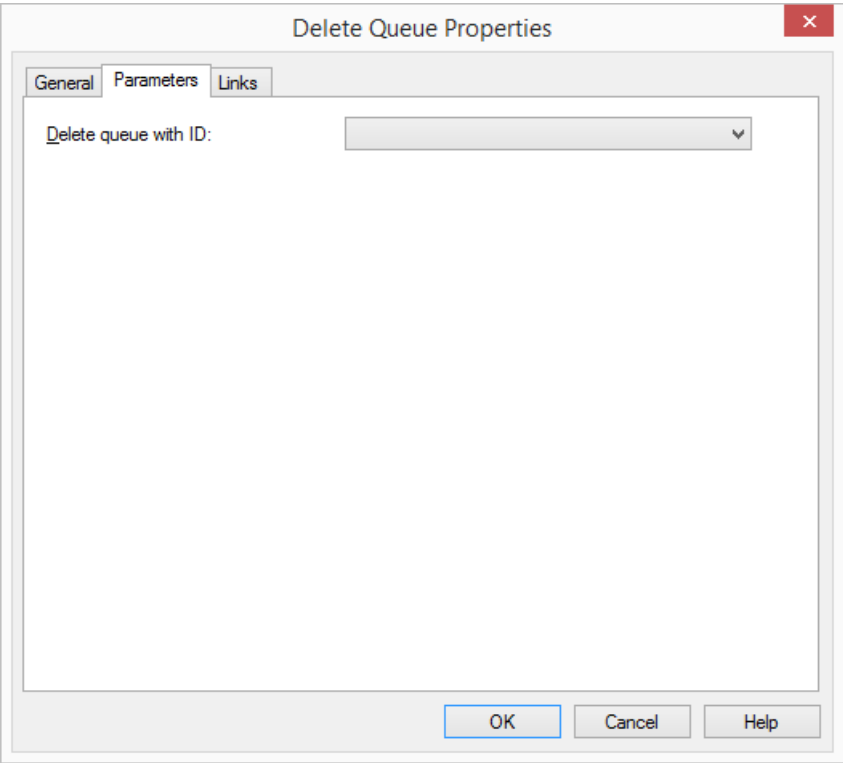 Delete Queue Properties
General Parameters Links
Delete queue with ID:
OK Cancel Help